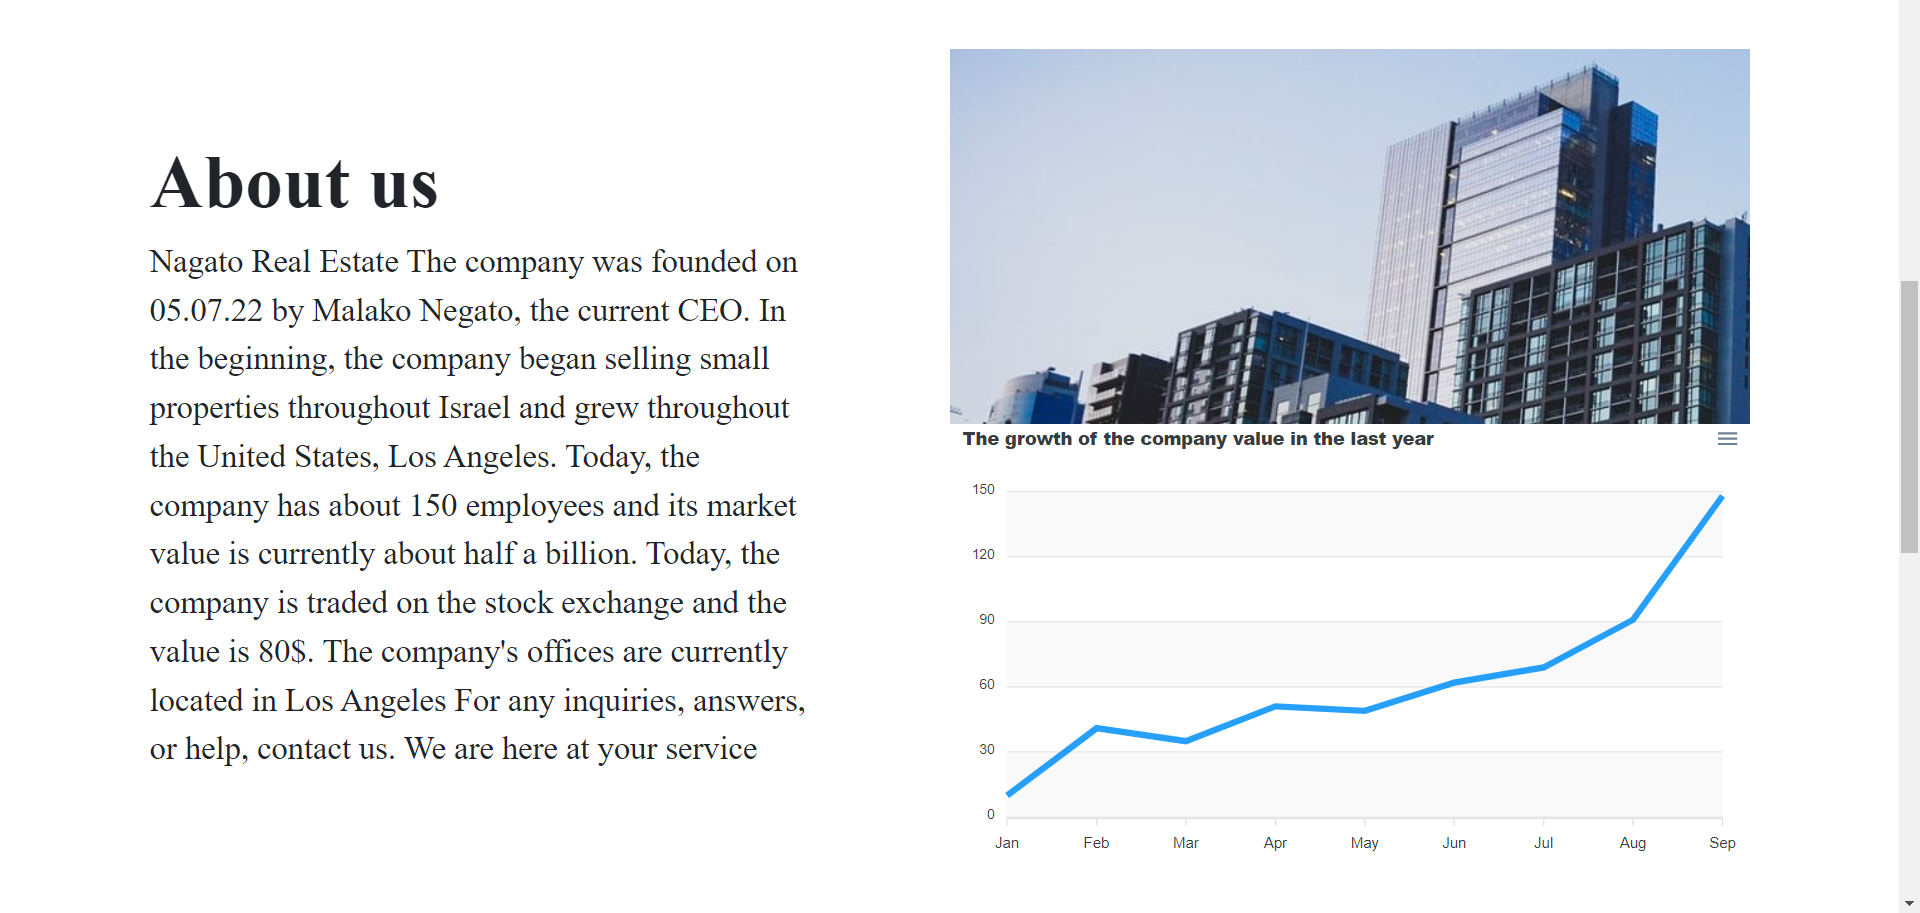 About us
Nagato Real Estate The company was founded on
05.07.22 by Malako Negato, the current CEO. In
the beginning, the company began selling small
properties throughout Israel and grew throughout
the United States, Los Angeles. Today, the
company has about 150 employees and its market
value is currently about half a billion. Today, the
company is traded on the stock exchange and the
value is 80$. The company's offices are currently
located in Los Angeles For any inquiries, answers,
or help, contact us. We are here at your service
The growth of the company value in the last year
150
120
90
60
30
0
Jan Feb Mar Apr May Jun Jul Aug Sep